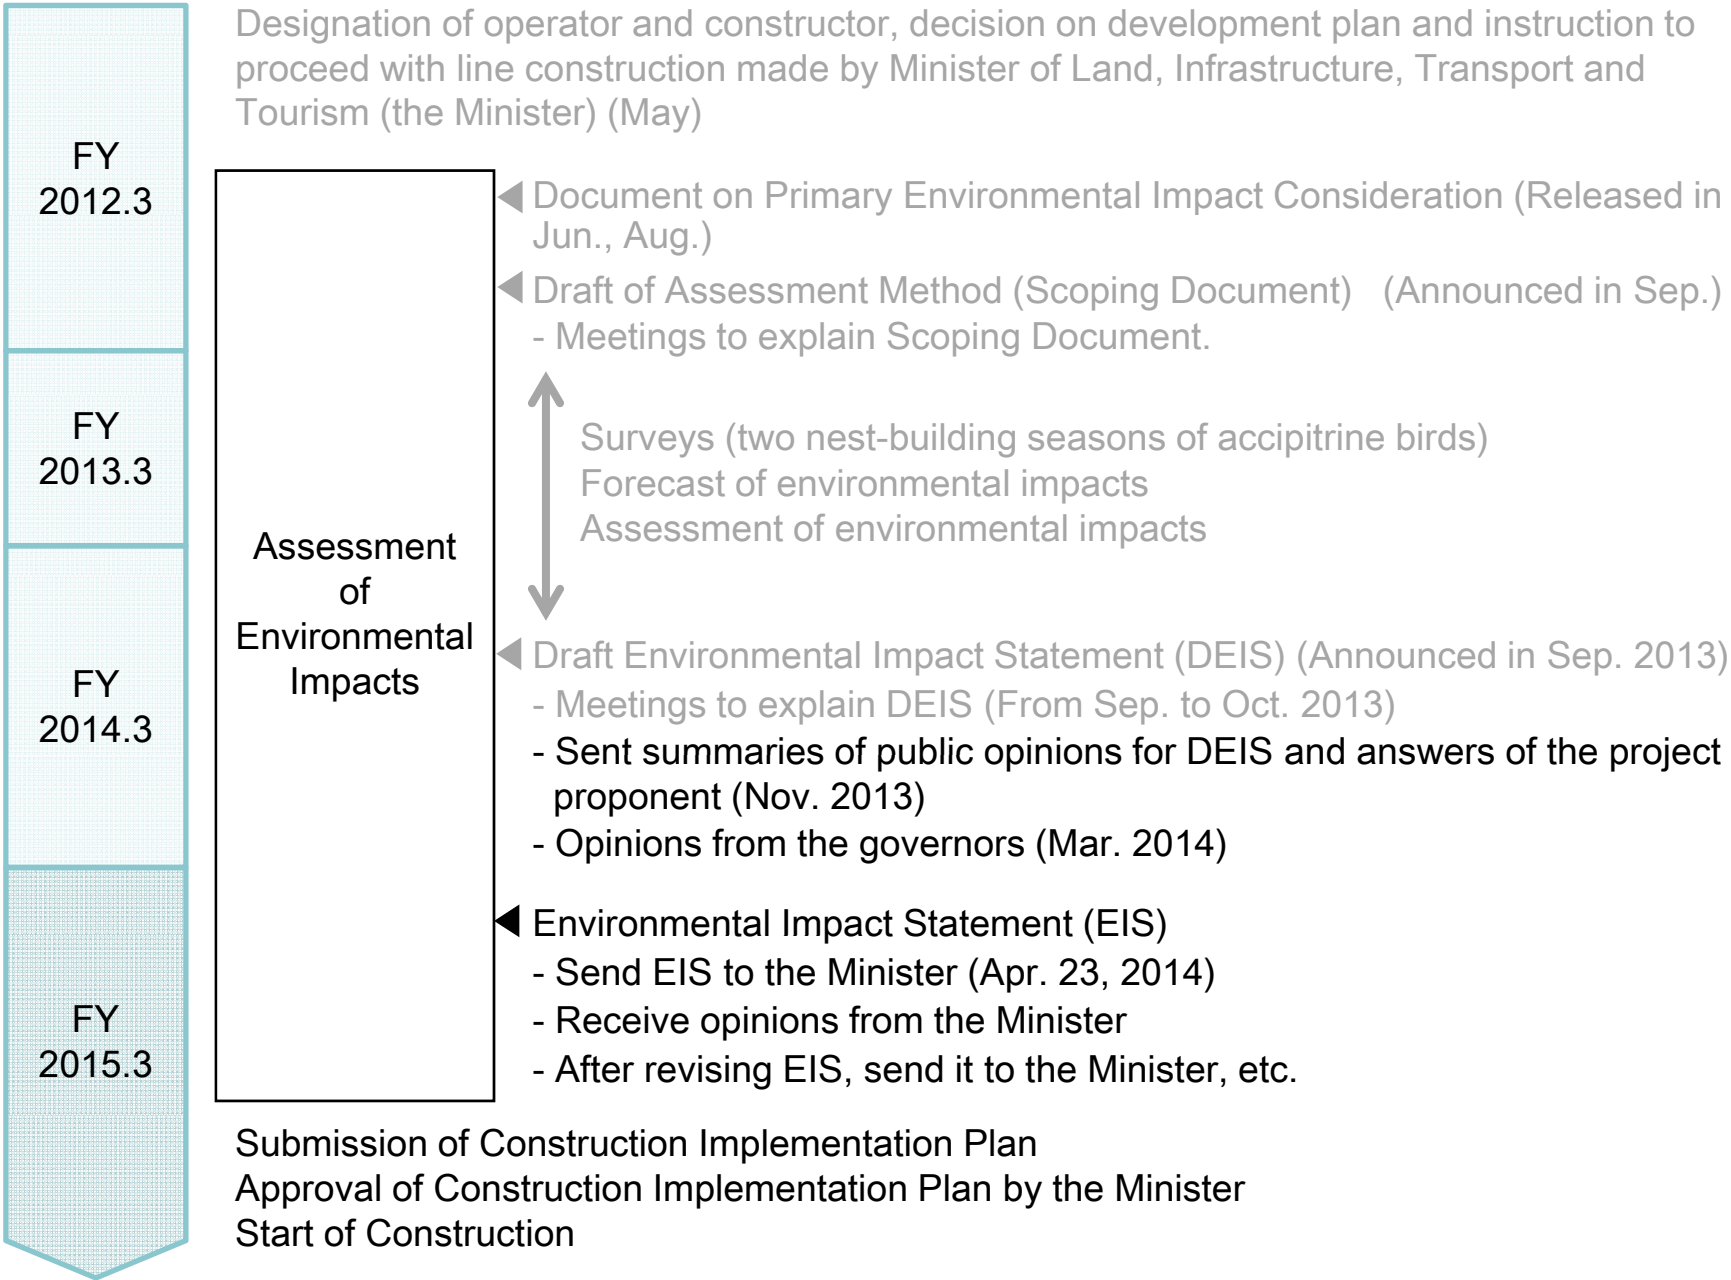 Designation of operator and constructor, decision on development plan and instruction to
proceed with line construction made by Minister of Land, Infrastructure, Transport and
Tourism (the Minister) (May)
FY
2012.3
Document on Primary Environmental Impact Consideration (Released in
Jun., Aug.)
Draft of Assessment Method (Scoping Document) (Announced in Sep.)
- Meetings to explain Scoping Document.
FY
2013.3
Surveys (two nest-building seasons of accipitrine birds)
Forecast of environmental impacts
Assessment of environmental impacts
Assessment
of
Environmental
Impacts
FY
2014.3
Draft Environmental Impact Statement (DEIS) (Announced in Sep. 2013)
- Meetings to explain DEIS (From Sep. to Oct. 2013)
- Sent summaries of public opinions for DEIS and answers of the project
proponent (Nov. 2013)
- Opinions from the governors (Mar. 2014)
FY
2015.3
Environmental Impact Statement (EIS)
- Send EIS to the Minister (Apr. 23, 2014)
- Receive opinions from the Minister
- After revising EIS, send it to the Minister, etc.
Submission of Construction Implementation Plan
Approval of Construction Implementation Plan by the Minister
Start of Construction